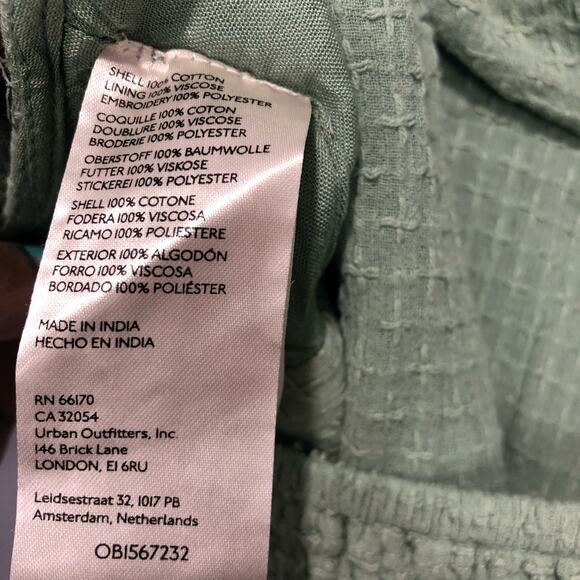 SHELL 100% COTTON
LINING 100% VISCOSE
EMBROIDERY 100% POLYESTER
COQUILLE 100% COTON
DOUBLURE 100% VISCOSE
BRODERIE 100% POLYESTER
OBERSTOFF 100% BAUMWOLLE
FUTTER 100% VISKOSE
STICKEREI 100% POLYESTER
SHELL 100% COTONE
FODERA 100% VISCOSA
RICAMO 100% POLIESTERE
EXTERIOR 100% ALGODÓN
FORRO 100% VISCOSA
BORDADO 100% POLIÉSTER
MADE IN INDIA
HECHO EN INDIA
RN 66170
CA 32054
Urban Outfitters, Inc.
146 Brick Lane
LONDON, E1 6RU
Leidsestraat 32, 1017 PB
Amsterdam, Netherlands
OB1567232